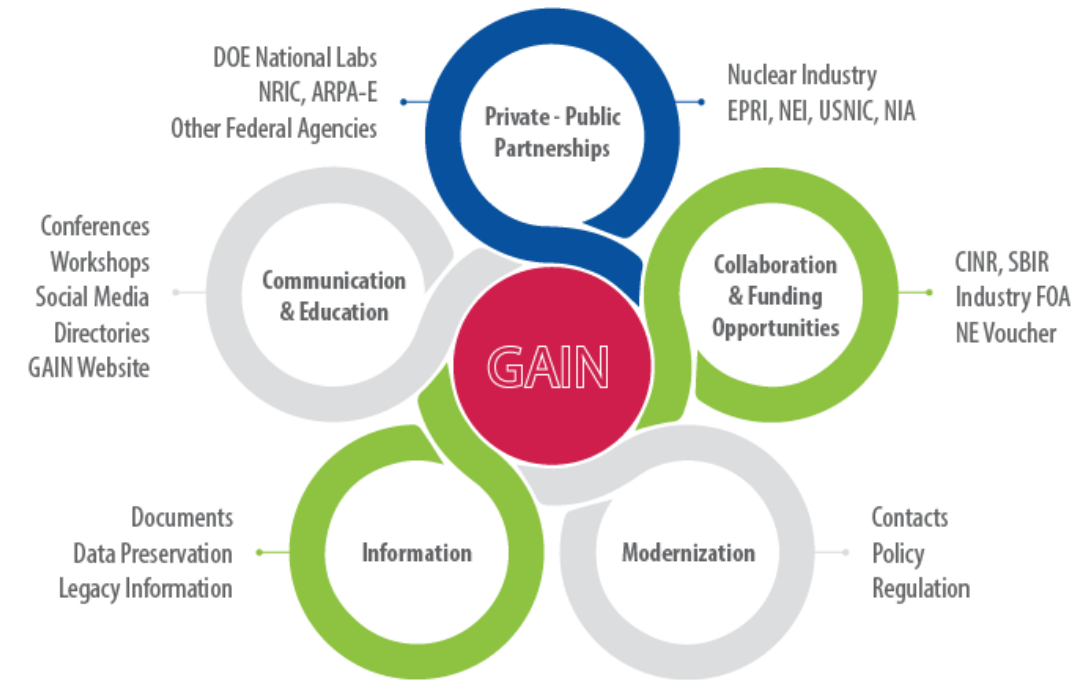 DOE National Labs
NRIC, ARPA-E
Other Federal Agencies
Private - Public
Partnerships
Nuclear Industry
EPRI, NEI, USNIC, NIA
Conferences
Workshops
Social Media
Directories
GAIN Website
Communication
& Education
Collaboration
& Funding
Opportunities
CINR, SBIR
Industry FOA
NE Voucher
GAIN
Documents
Data Preservation
Legacy Information
Information
Modernization
Contacts
Policy
Regulation